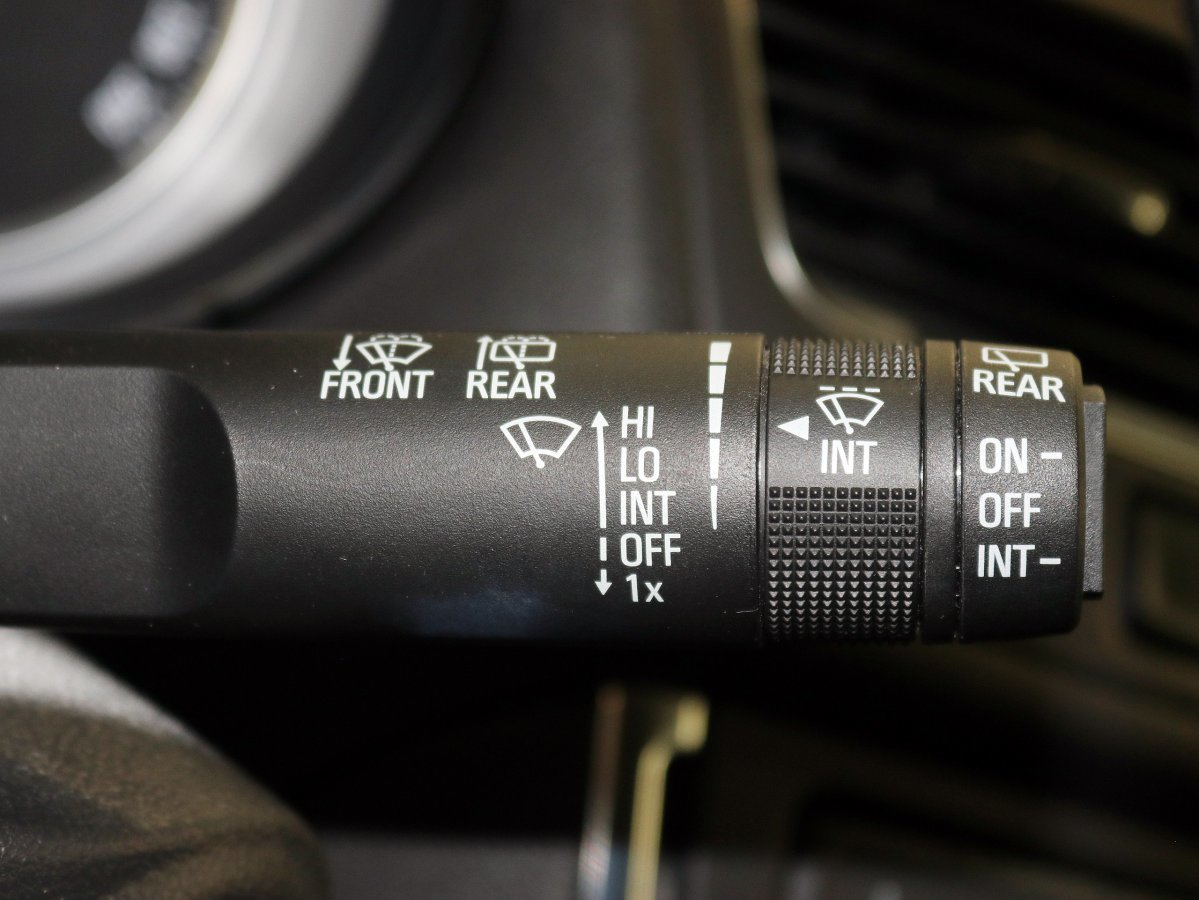 FRONT
REAR
HI
LO
INT
OFF
1x
INT
REAR
ON –
OFF
INT –